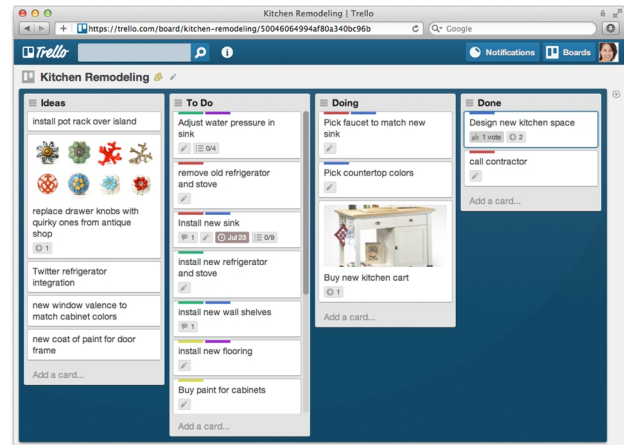 Kitchen Remodeling | Trello
https://trello.com/board/kitchen-remodeling/50046064994af80a340bc96b
Google
Trello
Notifications
Boards
Kitchen Remodeling
Ideas
install pot rack over island
replace drawer knobs with
quirky ones from antique
shop
1
Twitter refrigerator
integration
new window valence to
match cabinet colors
new coat of paint for door
frame
Add a card...
To Do
Adjust water pressure in
sink
0/4
remove old refrigerator
and stove
Install new sink
1 Jul 23 0/9
install new refrigerator
and stove
install new wall shelves
1
install new flooring
Buy paint for cabinets
Add a card...
Doing
Pick faucet to match new
sink
Pick countertop colors
Buy new kitchen cart
1
Add a card...
Done
Design new kitchen space
1 vote 2
call contractor
Add a card...